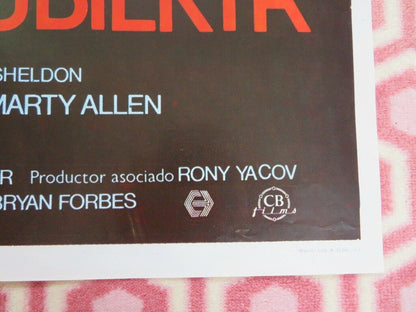 UBIERTA
SHELDON
MARTY ALLEN
R Productor asociado RONY YACOV
BRYAN FORBES
CB
films